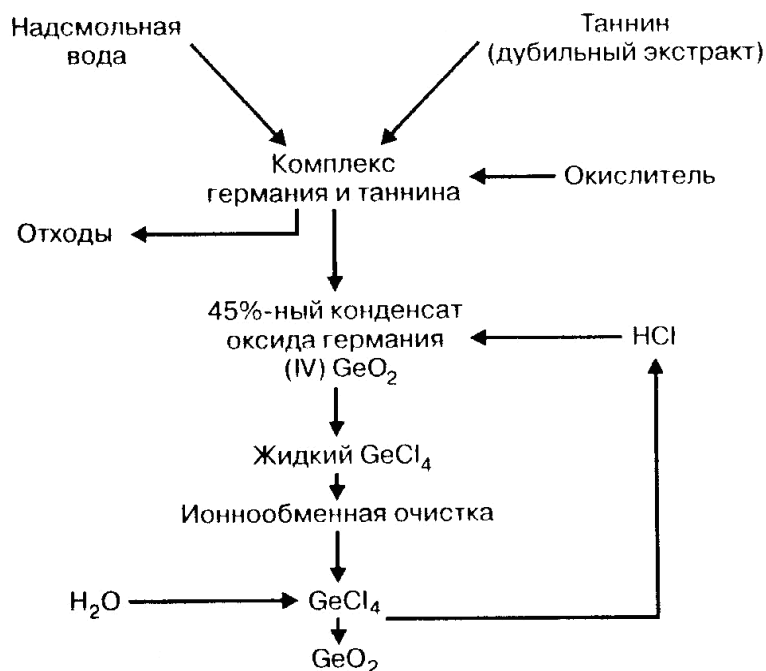 Надсмольная
вода
Таннин
(дубильный экстракт)
Комплекс
германия и таннина
Окислитель
Отходы
45%-ный конденсат
оксида германия
(IV) GeO₂
HCl
Жидкий GeCl₄
Ионнообменная очистка
H₂O
GeCl₄
GeO₂